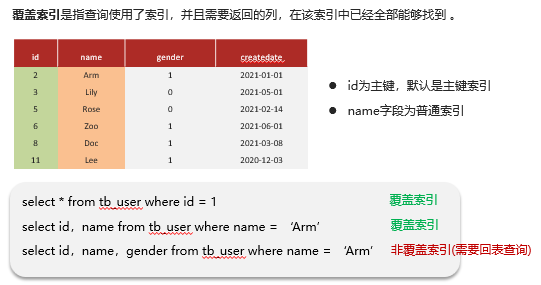 覆盖索引是指查询使用了索引，并且需要返回的列，在该索引中已经全部能够找到 。
id name gender createdate
2 Arm 1 2021-01-01
3 Lily 0 2021-05-01
5 Rose 0 2021-02-14
6 Zoo 1 2021-06-01
8 Doc 1 2021-03-08
11 Lee 1 2020-12-03
● id为主键，默认是主键索引
● name字段为普通索引
select * from tb_user where id = 1 覆盖索引
select id，name from tb_user where name = ‘Arm’ 覆盖索引
select id，name，gender from tb_user where name = ‘Arm’ 非覆盖索引(需要回表查询)